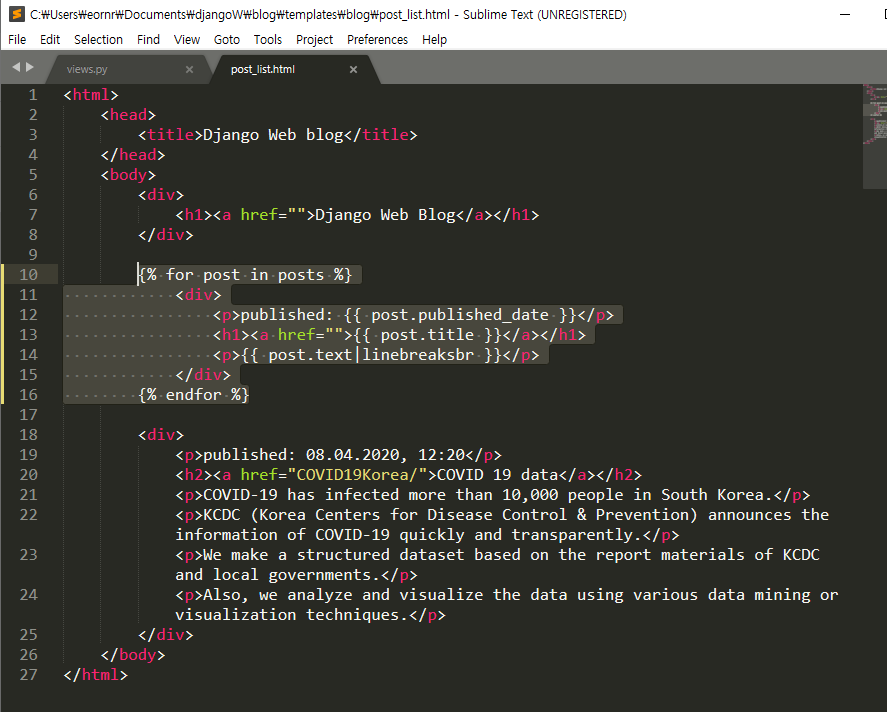 C:₩Users₩eornr₩Documents₩djangoW₩blog₩templates₩blog₩post_list.html - Sublime Text (UNREGISTERED)
File Edit Selection Find View Goto Tools Project Preferences Help
views.py × post_list.html ×
1 <html>
2 <head>
3 <title>Django Web blog</title>
4 </head>
5 <body>
6 <div>
7 <h1><a href="">Django Web Blog</a></h1>
8 </div>
9
10 {% for post in posts %}
11 <div>
12 <p>published: {{ post.published_date }}</p>
13 <h1><a href="">{{ post.title }}</a></h1>
14 <p>{{ post.text|linebreaksbr }}</p>
15 </div>
16 {% endfor %}
17
18 <div>
19 <p>published: 08.04.2020, 12:20</p>
20 <h2><a href="COVID19Korea/">COVID 19 data</a></h2>
21 <p>COVID-19 has infected more than 10,000 people in South Korea.</p>
22 <p>KCDC (Korea Centers for Disease Control & Prevention) announces the
information of COVID-19 quickly and transparently.</p>
23 <p>We make a structured dataset based on the report materials of KCDC
and local governments.</p>
24 <p>Also, we analyze and visualize the data using various data mining or
visualization techniques.</p>
25 </div>
26 </body>
27 </html>